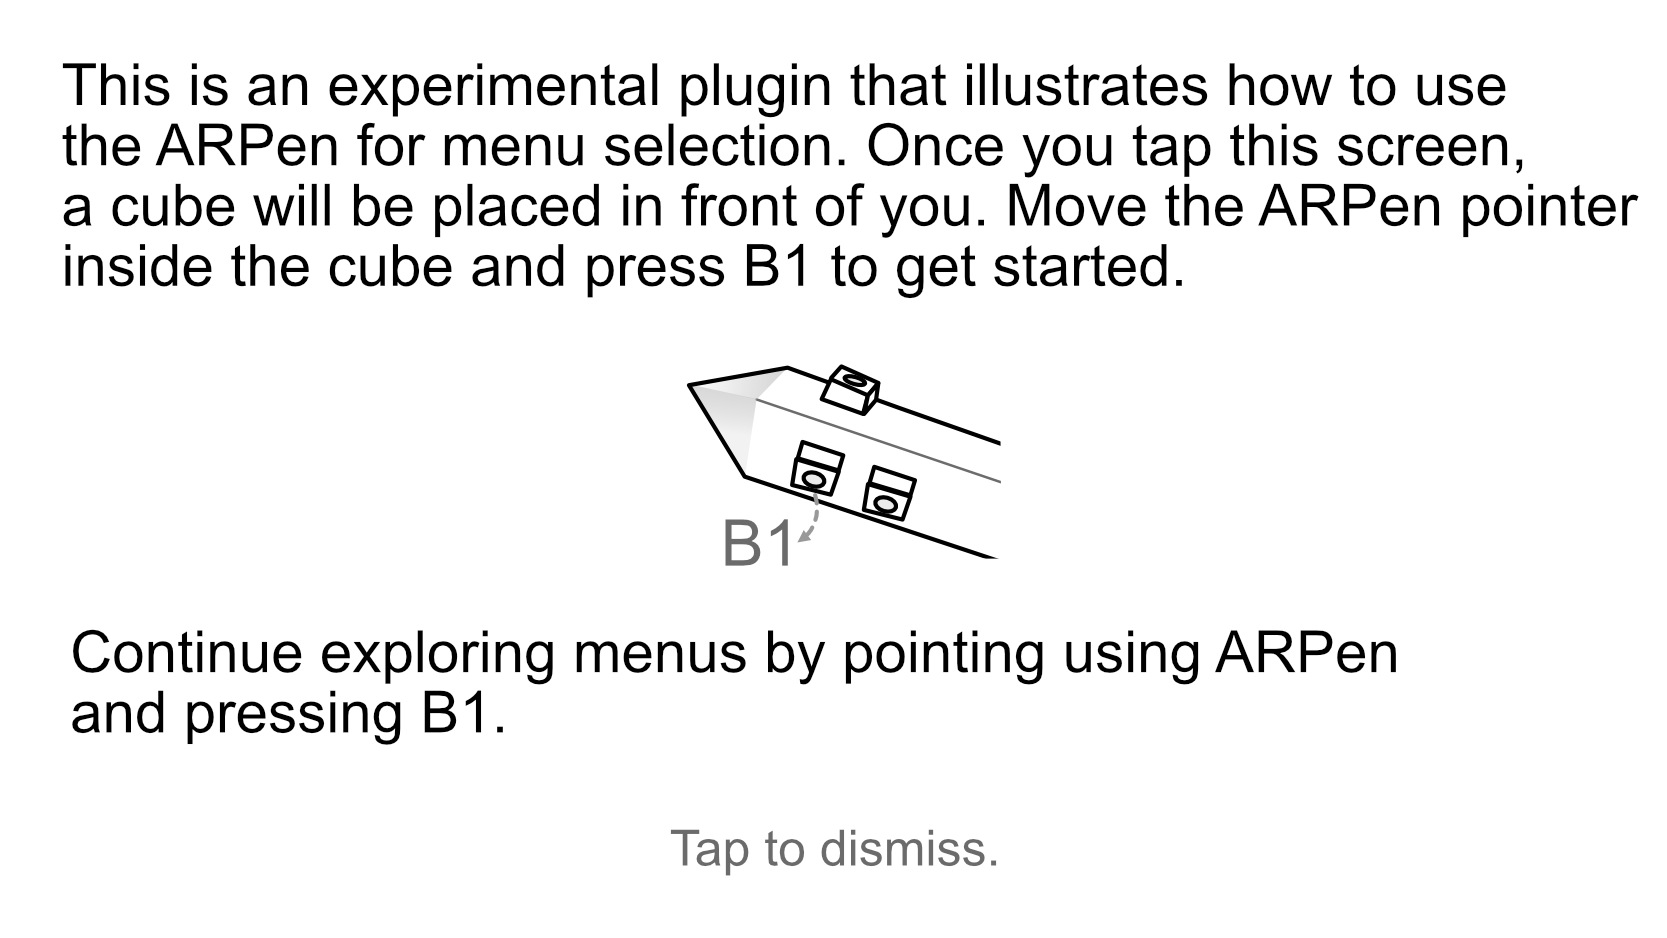 This is an experimental plugin that illustrates how to use
the ARPen for menu selection. Once you tap this screen,
a cube will be placed in front of you. Move the ARPen pointer
inside the cube and press B1 to get started.
B1
Continue exploring menus by pointing using ARPen
and pressing B1.
Tap to dismiss.